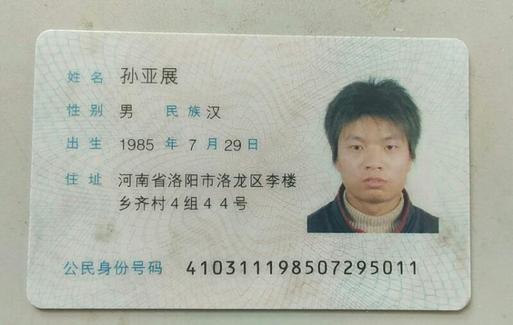 姓名 孙亚展
性别 男 民族 汉
出生 1985 年 7 月 29 日
住址 河南省洛阳市洛龙区李楼
乡齐村4组44号
公民身份号码 410311198507295011